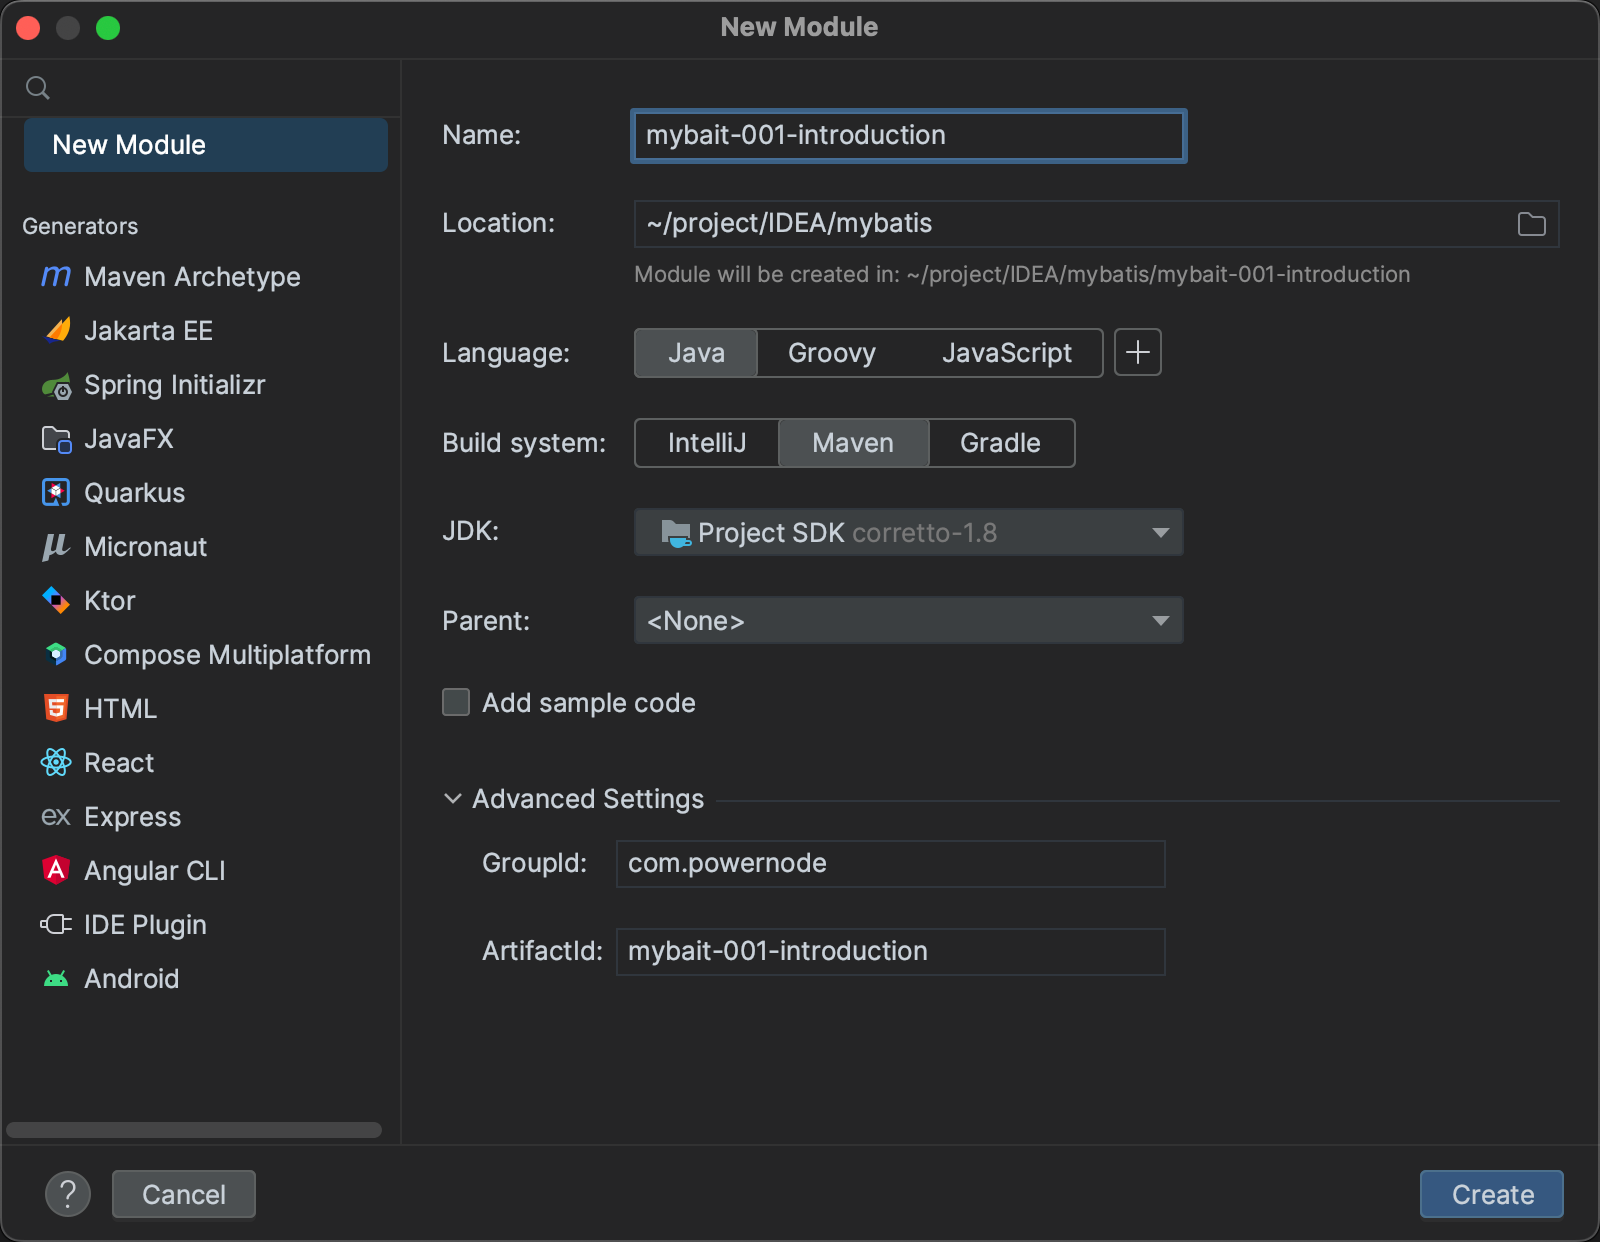 New Module
New Module
Generators
Maven Archetype
Jakarta EE
Spring Initializr
JavaFX
Quarkus
Micronaut
Ktor
Compose Multiplatform
HTML
React
ex Express
Angular CLI
IDE Plugin
Android
Name: mybait-001-introduction
Location: ~/project/IDEA/mybatis
Module will be created in: ~/project/IDEA/mybatis/mybait-001-introduction
Language: Java Groovy JavaScript +
Build system: IntelliJ Maven Gradle
JDK: Project SDK corretto-1.8
Parent: <None>
Add sample code
Advanced Settings
GroupId: com.powernode
ArtifactId: mybait-001-introduction
? Cancel Create